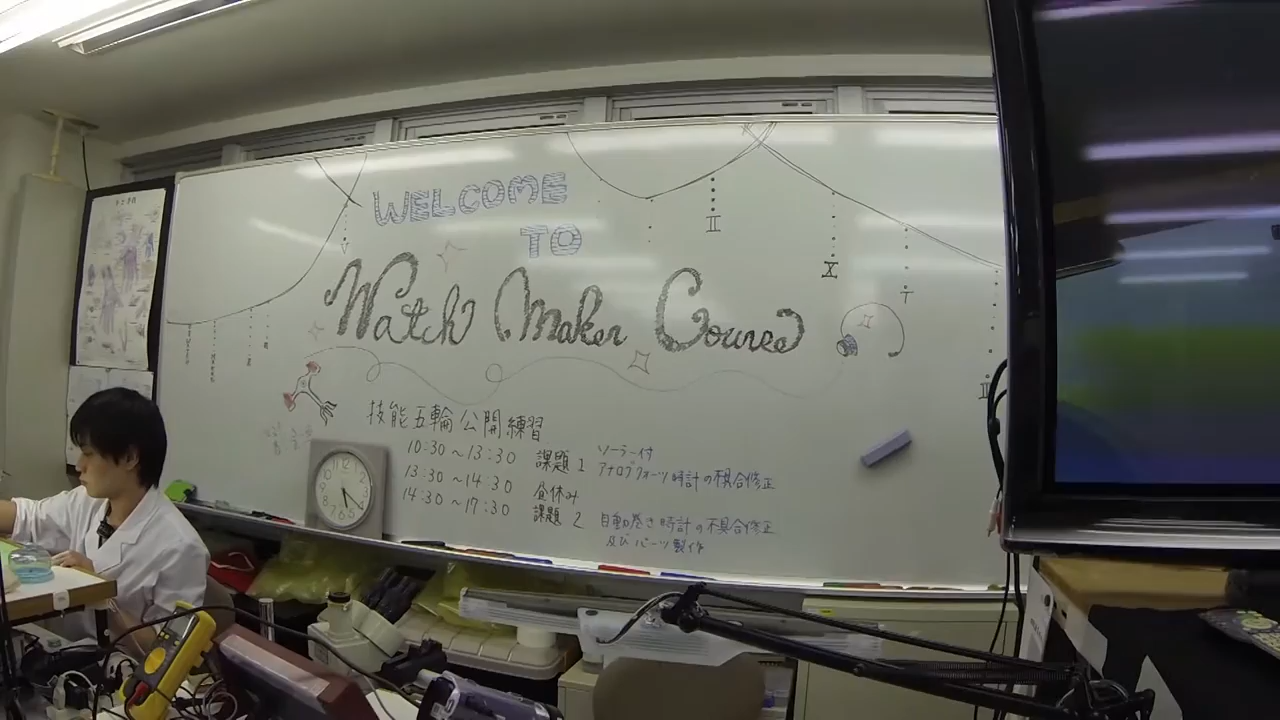 WELCOME
TO
Watch Maker Course
技能五輪公開練習
10:30～13:30 課題1 ソーラー付
アナログクォーツ時計の不具合修正
13:30～14:30 昼休み
14:30～17:30 課題2 自動巻き時計の不具合修正
及びパーツ製作
II
X
I
II
V